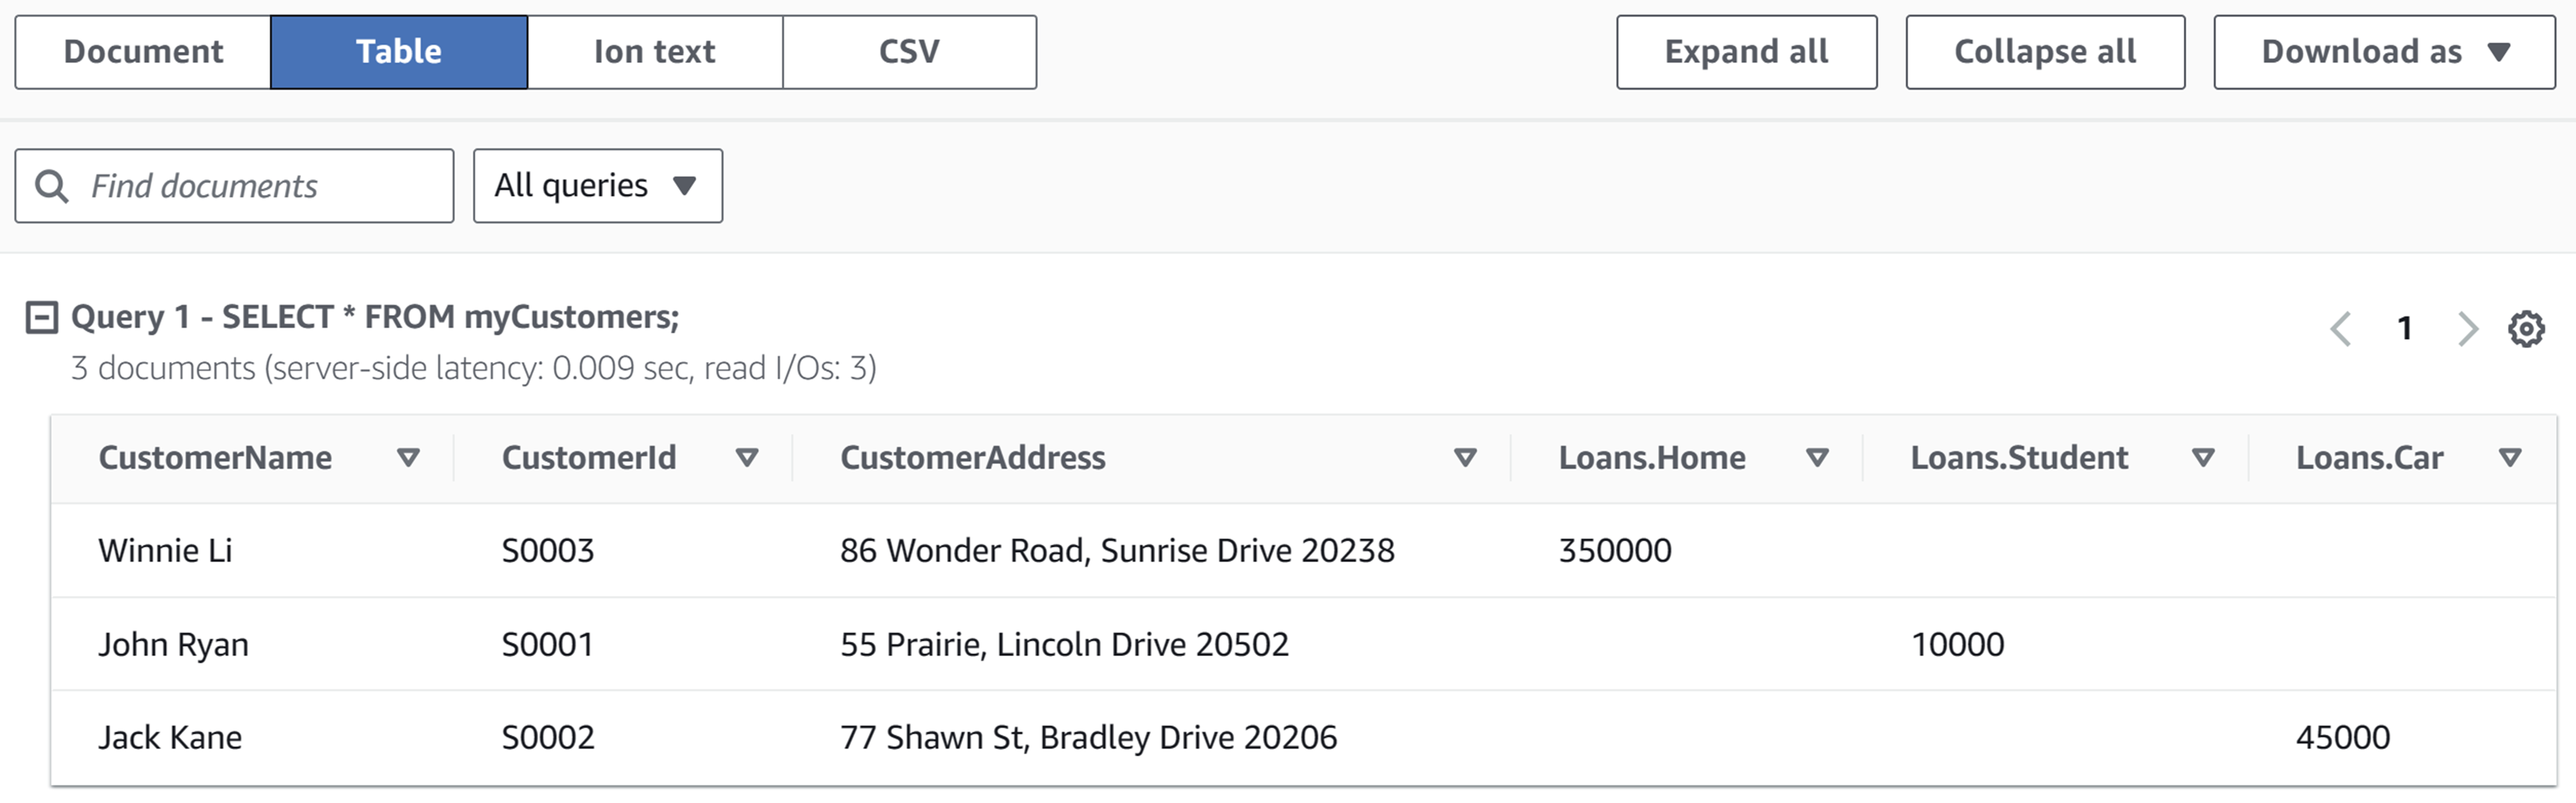 Document Table Ion text CSV Expand all Collapse all Download as
Find documents All queries
Query 1 - SELECT * FROM myCustomers;
1
3 documents (server-side latency: 0.009 sec, read I/Os: 3)
CustomerName CustomerId CustomerAddress Loans.Home Loans.Student Loans.Car
Winnie Li S0003 86 Wonder Road, Sunrise Drive 20238 350000
John Ryan S0001 55 Prairie, Lincoln Drive 20502 10000
Jack Kane S0002 77 Shawn St, Bradley Drive 20206 45000